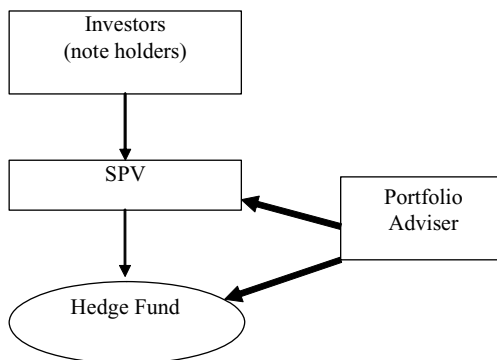 Investors
(note holders)
SPV
Portfolio
Adviser
Hedge Fund